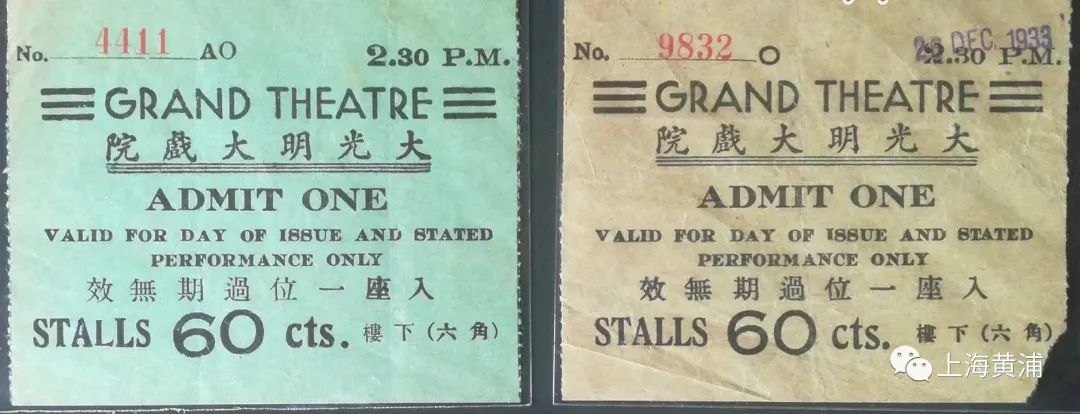 No. 4411 AO 2.30 P.M.
GRAND THEATRE
大光明大戲院
ADMIT ONE
VALID FOR DAY OF ISSUE AND STATED
PERFORMANCE ONLY
入座一位過期無效
STALLS 60 cts. 樓下(六角)
No. 9832 O 2.30 P.M.
DEC. 1933
GRAND THEATRE
大光明大戲院
ADMIT ONE
VALID FOR DAY OF ISSUE AND STATED
PERFORMANCE ONLY
入座一位過期無效
STALLS 60 cts. 樓下(六角)
上海黄浦